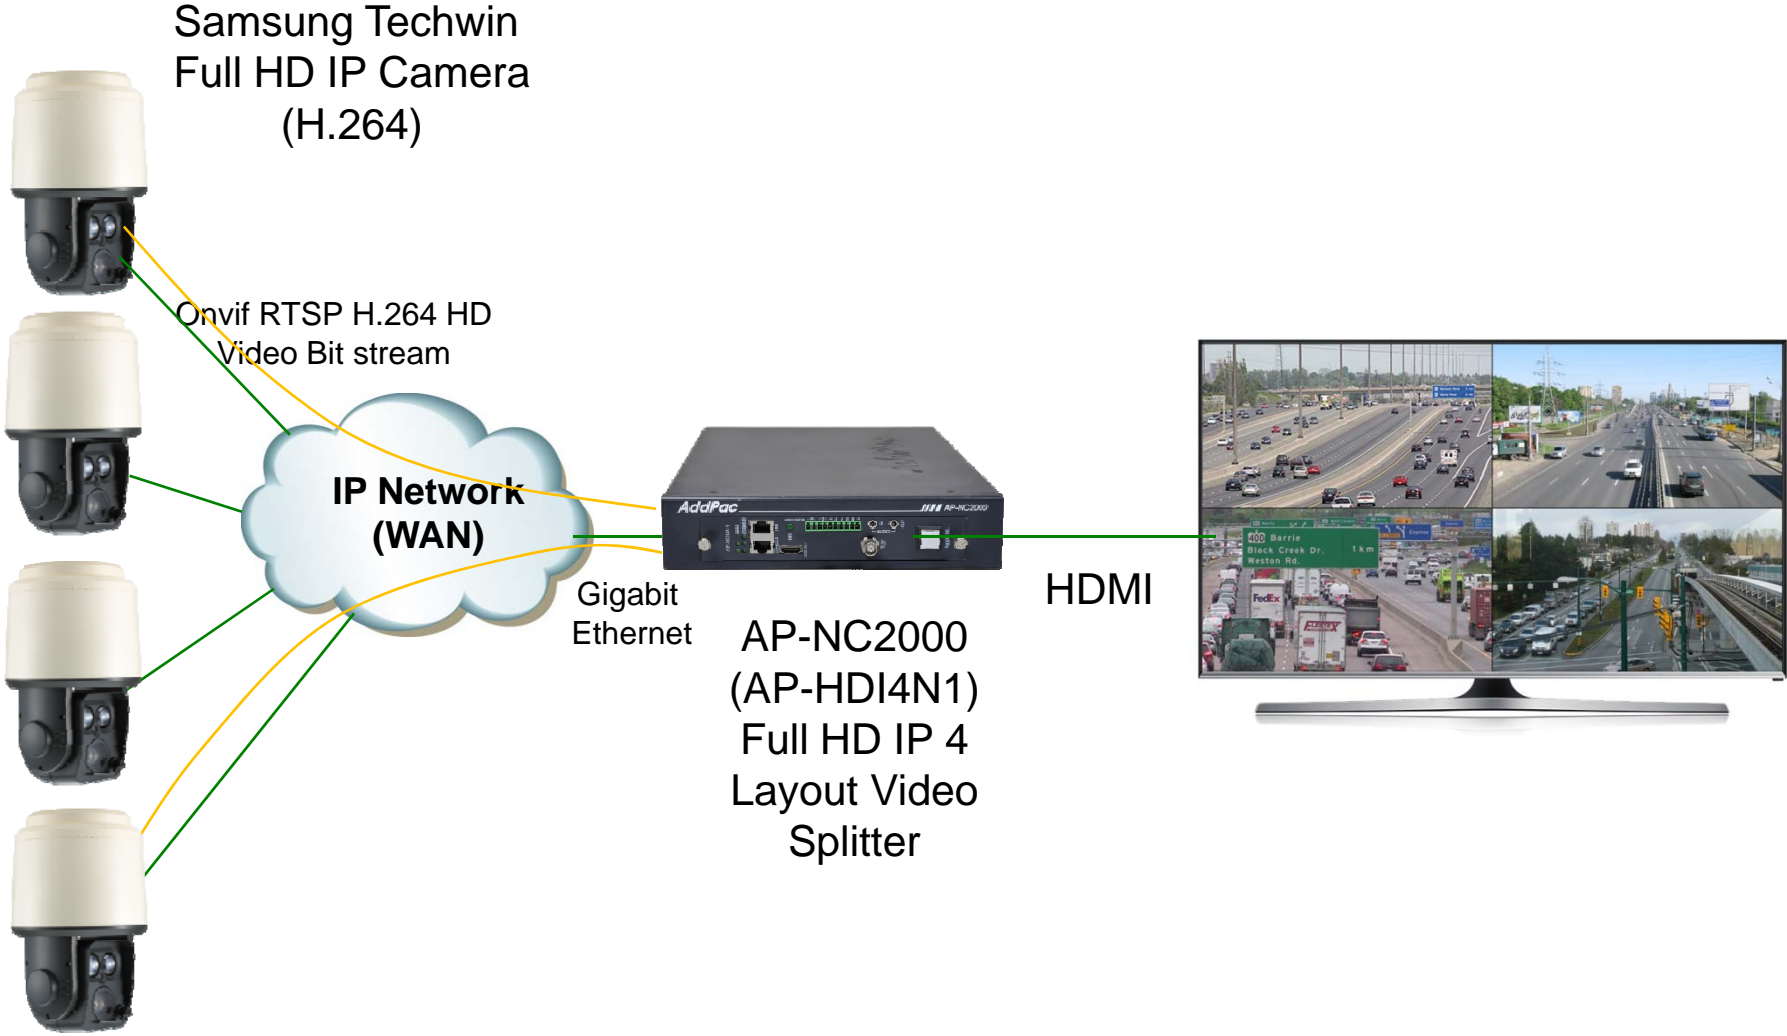 Samsung Techwin
Full HD IP Camera
(H.264)
Onvif RTSP H.264 HD
Video Bit stream
IP Network
(WAN)
AddPac
AP-NC2000
Gigabit
Ethernet
HDMI
AP-NC2000
(AP-HDI4N1)
Full HD IP 4
Layout Video
Splitter
400 Barrie
Black Creek Dr. 1 km
Weston Rd.
Express
FedEx